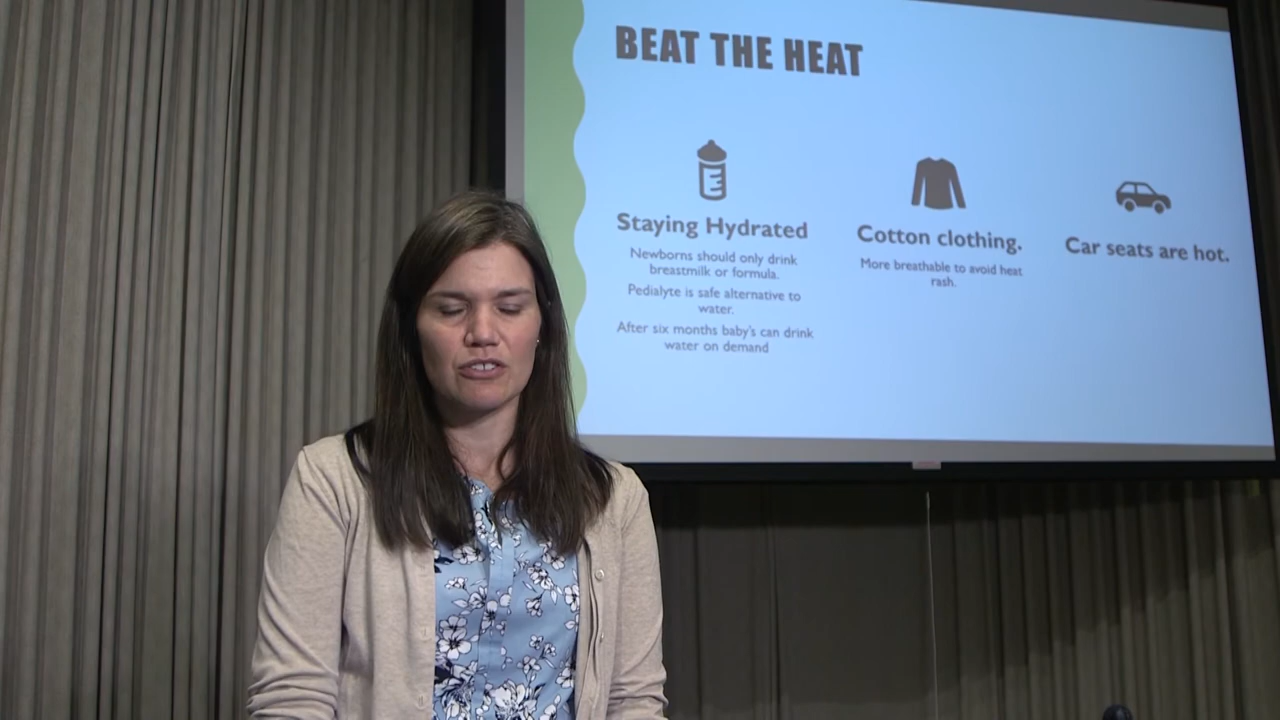 BEAT THE HEAT
Staying Hydrated
Newborns should only drink
breastmilk or formula.
Pedialyte is safe alternative to
water.
After six months baby's can drink
water on demand
Cotton clothing.
More breathable to avoid heat
rash.
Car seats are hot.